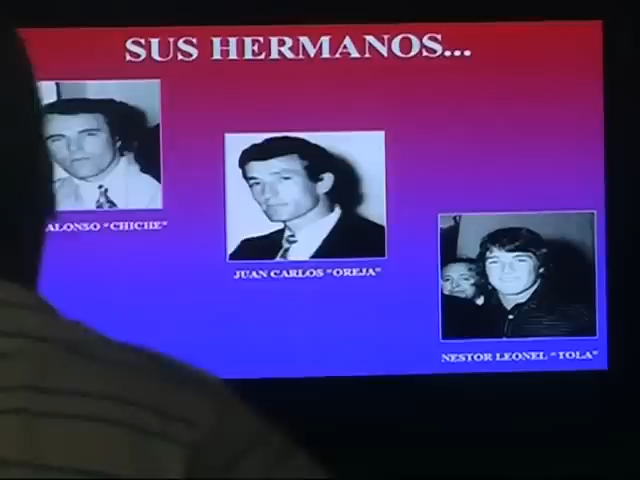 SUS HERMANOS...
ALONSO "CHICHE"
JUAN CARLOS "OREJA"
NESTOR LEONEL "TOLA"